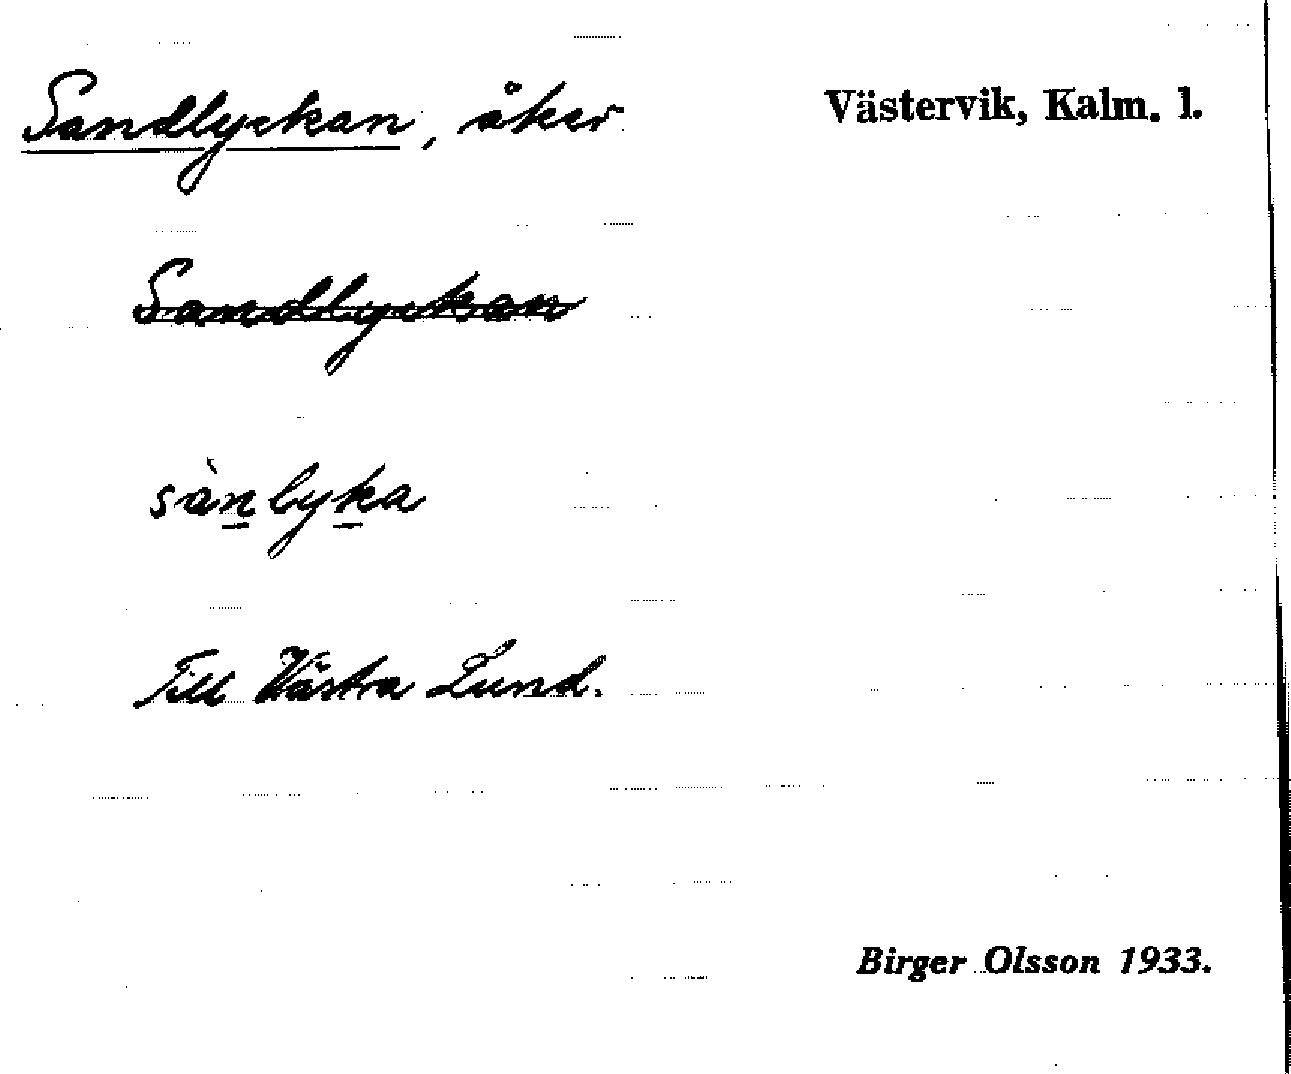 Sandlyckan, åker Västervik, Kalm. l.
Sandlyckan
sànlyka
Till Västra Lund.
Birger Olsson 1933.